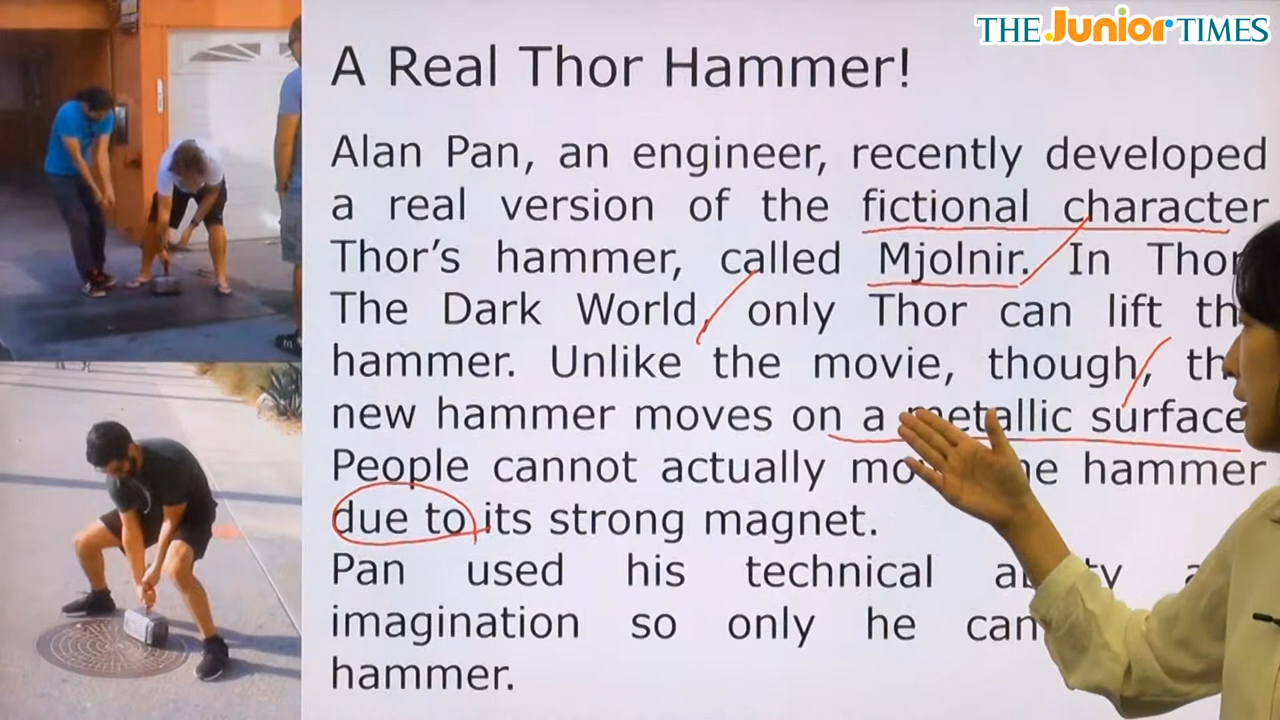 THE Junior TIMES
A Real Thor Hammer!
Alan Pan, an engineer, recently developed
a real version of the fictional character
Thor's hammer, called Mjolnir. In Thor
The Dark World, only Thor can lift
hammer. Unlike the movie, though,
new hammer moves on a metallic surface
People cannot actually hammer
due to its strong magnet.
Pan used his technical
imagination so only he can
hammer.